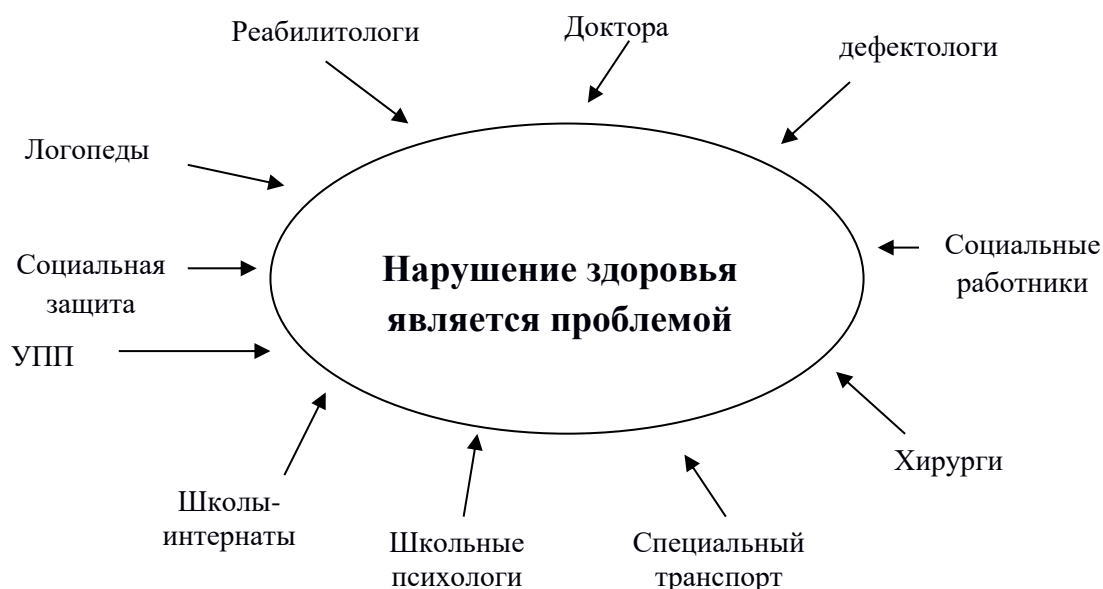 Реабилитологи
Доктора
дефектологи
Логопеды
Социальная
защита
Нарушение здоровья
является проблемой
Социальные
работники
УПП
Хирурги
Школы-
интернаты
Школьные
психологи
Специальный
транспорт